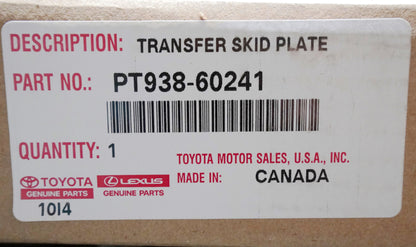 DESCRIPTION: TRANSFER SKID PLATE
PART NO.: PT938-60241
QUANTITY: 1
TOYOTA MOTOR SALES, U.S.A., INC.
MADE IN: CANADA
TOYOTA GENUINE PARTS
LEXUS GENUINE PARTS
10I4